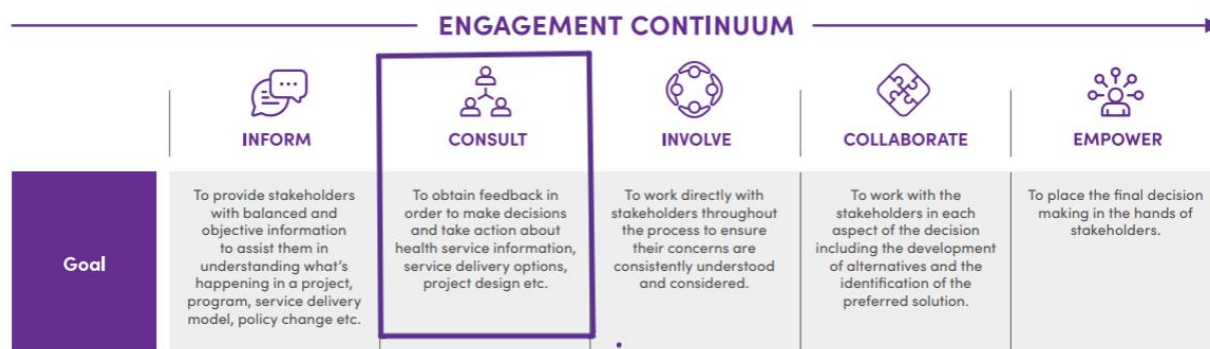 ENGAGEMENT CONTINUUM
INFORM
CONSULT
INVOLVE
COLLABORATE
EMPOWER
Goal
To provide stakeholders
with balanced and
objective information
to assist them in
understanding what's
happening in a project,
program, service delivery
model, policy change etc.
To obtain feedback in
order to make decisions
and take action about
health service information,
service delivery options,
project design etc.
To work directly with
stakeholders throughout
the process to ensure
their concerns are
consistently understood
and considered.
To work with the
stakeholders in each
aspect of the decision
including the development
of alternatives and the
identification of the
preferred solution.
To place the final decision
making in the hands of
stakeholders.